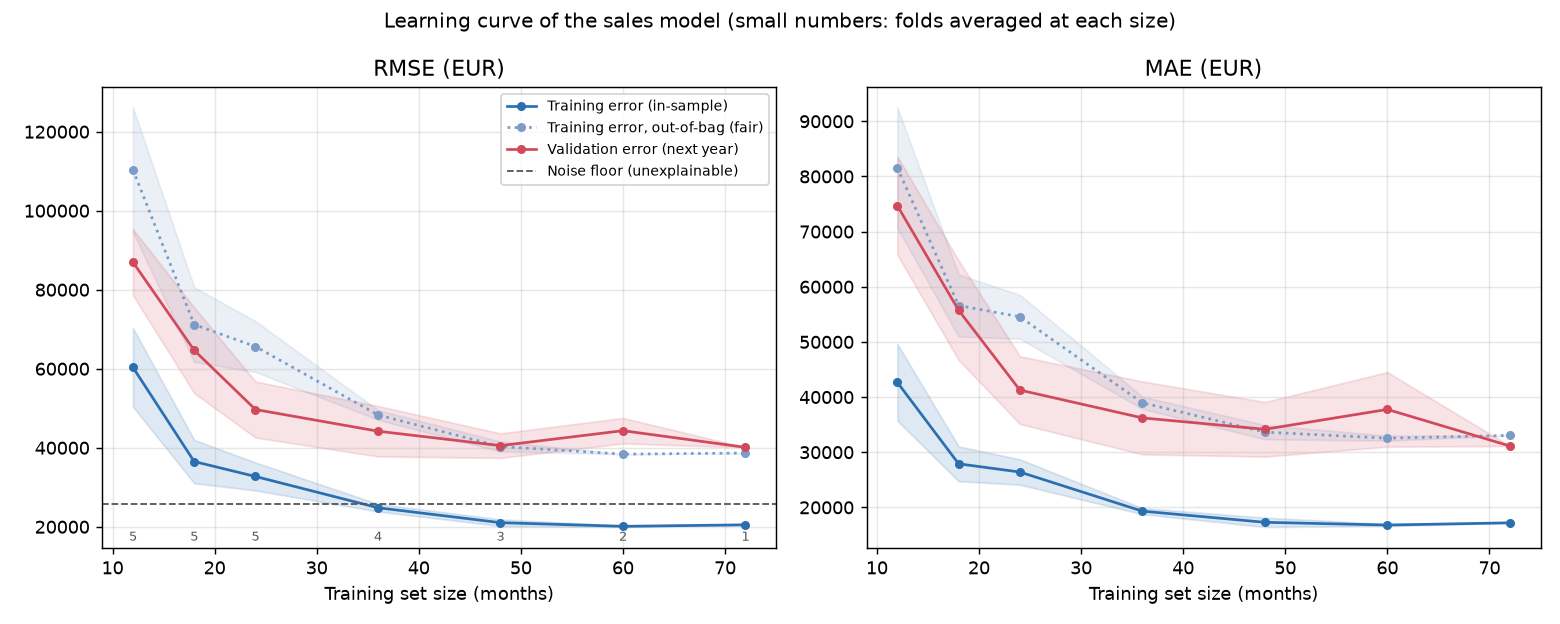 Learning curve of the sales model (small numbers: folds averaged at each size)
RMSE (EUR)
120000
100000
80000
60000
40000
20000
Training error (in-sample)
Training error, out-of-bag (fair)
Validation error (next year)
Noise floor (unexplainable)
5 5 5 4 3 2 1
10 20 30 40 50 60 70
Training set size (months)
MAE (EUR)
90000
80000
70000
60000
50000
40000
30000
20000
10 20 30 40 50 60 70
Training set size (months)